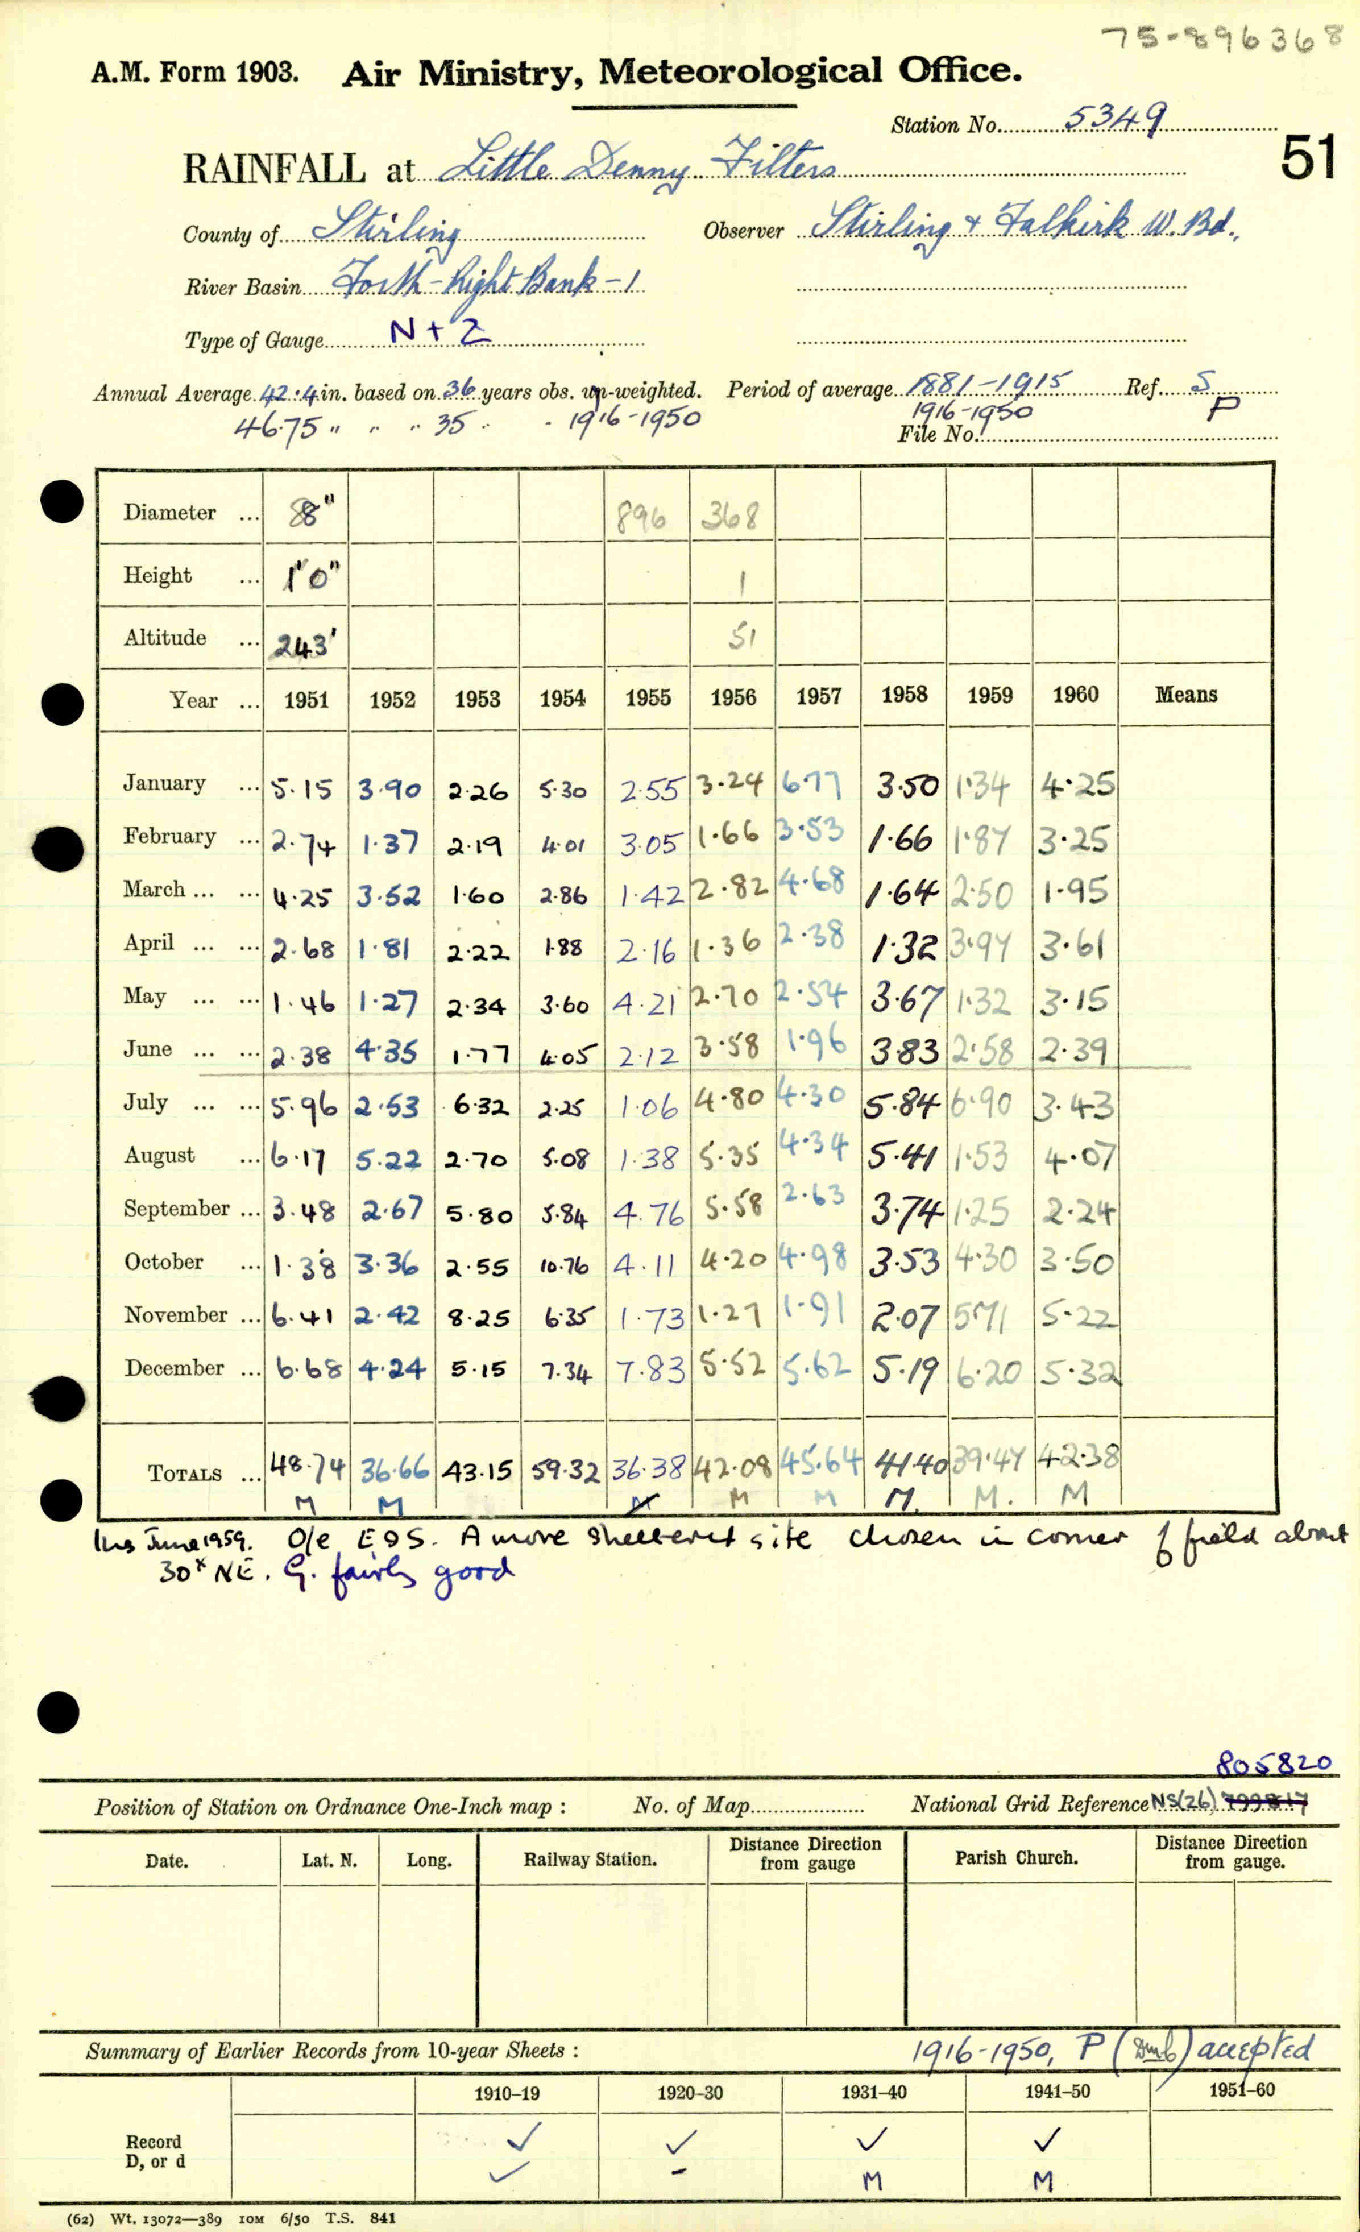 75-896368
A.M. Form 1903. Air Ministry, Meteorological Office.
Station No. 5349
51
RAINFALL at Little Denny Filters
County of Stirling Observer Stirling + Falkirk W. Bd.,
River Basin Forth-Right Bank-1
Type of Gauge N + Z
Annual Average 42.4 in. based on 36 years obs. un-weighted. Period of average 1881-1915 Ref. S
46.75 " " " 35 " " 1916-1950 1916-1950 P
File No.
Diameter ... 8" 896 368
Height ... 1'0" 1
Altitude ... 243' 51
Year ... 1951 1952 1953 1954 1955 1956 1957 1958 1959 1960 Means
January ... 5.15 3.90 2.26 5.30 2.55 3.24 6.77 3.50 1.34 4.25
February ... 2.74 1.37 2.19 4.01 3.05 1.66 3.53 1.66 1.87 3.25
March ... ... 4.25 3.52 1.60 2.86 1.42 2.82 4.68 1.64 2.50 1.95
April ... ... 2.68 1.81 2.22 1.88 2.16 1.36 2.38 1.32 3.97 3.61
May ... ... 1.46 1.27 2.34 3.60 4.21 2.70 2.54 3.67 1.32 3.15
June ... ... 2.38 4.35 1.77 4.05 2.12 3.58 1.96 3.83 2.58 2.39
July ... ... 5.96 2.53 6.32 2.25 1.06 4.80 4.30 5.84 6.90 3.43
August ... 6.17 5.22 2.70 5.08 1.38 5.35 4.34 5.41 1.53 4.07
September ... 3.48 2.67 5.80 5.84 4.76 5.58 2.63 3.74 1.25 2.24
October ... 1.38 3.36 2.55 10.76 4.11 4.20 4.98 3.53 4.30 3.50
November ... 6.41 2.42 8.25 6.35 1.73 1.27 1.91 2.07 5.71 5.22
December ... 6.68 4.24 5.15 7.34 7.83 5.52 5.62 5.19 6.20 5.32
TOTALS ... 48.74 36.66 43.15 59.32 36.38 42.08 45.64 41.40 39.47 42.38
M M M M M M. M. M
Ins June 1959. O/e E & S. A more sheltered site chosen in corner of field about
30x NE. G. fairly good
805820
Position of Station on Ordnance One-Inch map : No. of Map National Grid Reference NS(26) 799817
Date. Lat. N. Long. Railway Station. Distance Direction from gauge Parish Church. Distance Direction from gauge.
Summary of Earlier Records from 10-year Sheets : 1916-1950, P ( ) accepted
1910–19 1920–30 1931–40 1941–50 1951–60
Record ✓ ✓ ✓ ✓
D, or d ✓ - M M
(62) Wt. 13072—389 10M 6/50 T.S. 841